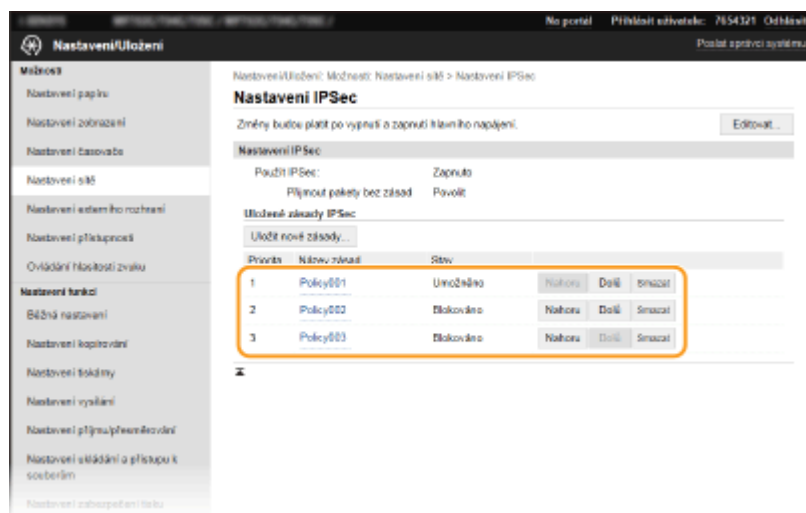 Na portál Přihlásit uživatele: 7654321 Odhlásit
Nastavení/Uložení
Poslat správci systému
Možnosti
Nastavení papíru
Nastavení zobrazení
Nastavení časovače
Nastavení sítě
Nastavení externího rozhraní
Nastavení přístupnosti
Ovládání hlasitosti zvuku
Nastavení funkcí
Běžná nastavení
Nastavení kopírování
Nastavení tiskárny
Nastavení vysílání
Nastavení příjmu/přesměrování
Nastavení ukládání a přístupu k
souborům
Nastavení zabezpečení tisku
Nastavení/Uložení: Možnosti: Nastavení sítě > Nastavení IPSec
Nastavení IPSec
Změny budou platit po vypnutí a zapnutí hlavního napájení.
Editovat...
Nastavení IPSec
Použít IPSec: Zapnuto
Přijmout pakety bez zásad Povolit
Uložené zásady IPSec
Uložit nové zásady...
Priorita Název zásad Stav
1 Policy001 Umožněno Nahoru Dolů Smazat
2 Policy002 Blokováno Nahoru Dolů Smazat
3 Policy003 Blokováno Nahoru Dolů Smazat